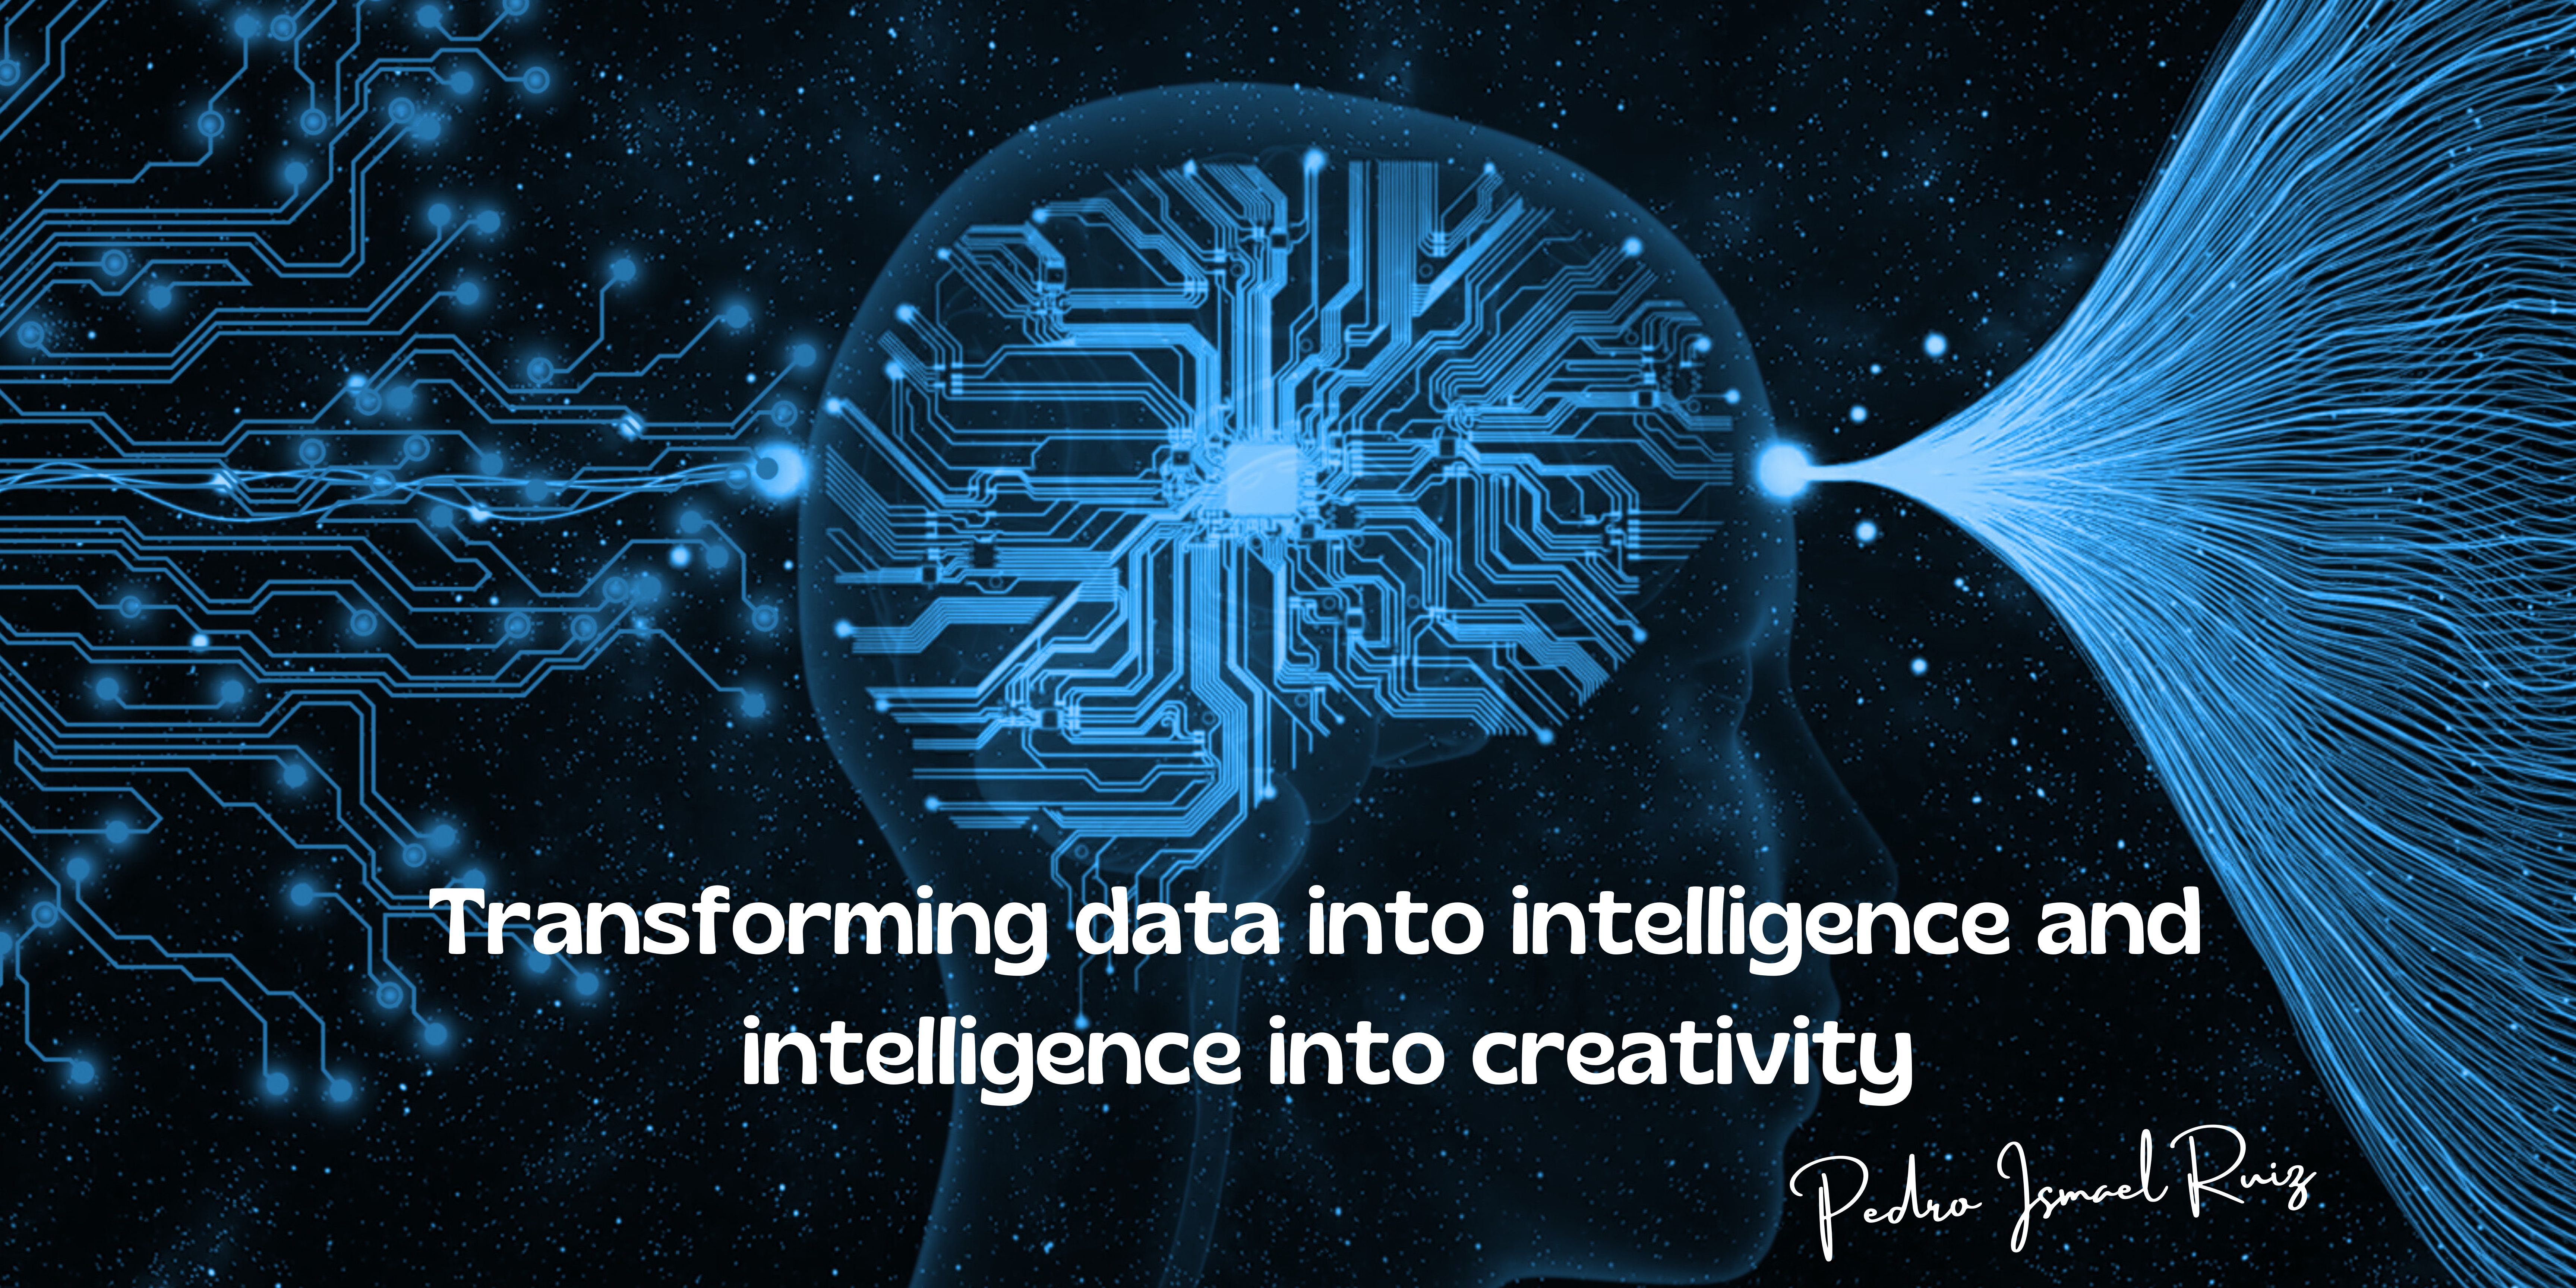 Transforming data into intelligence and
intelligence into creativity
Pedro Ismael Ruiz